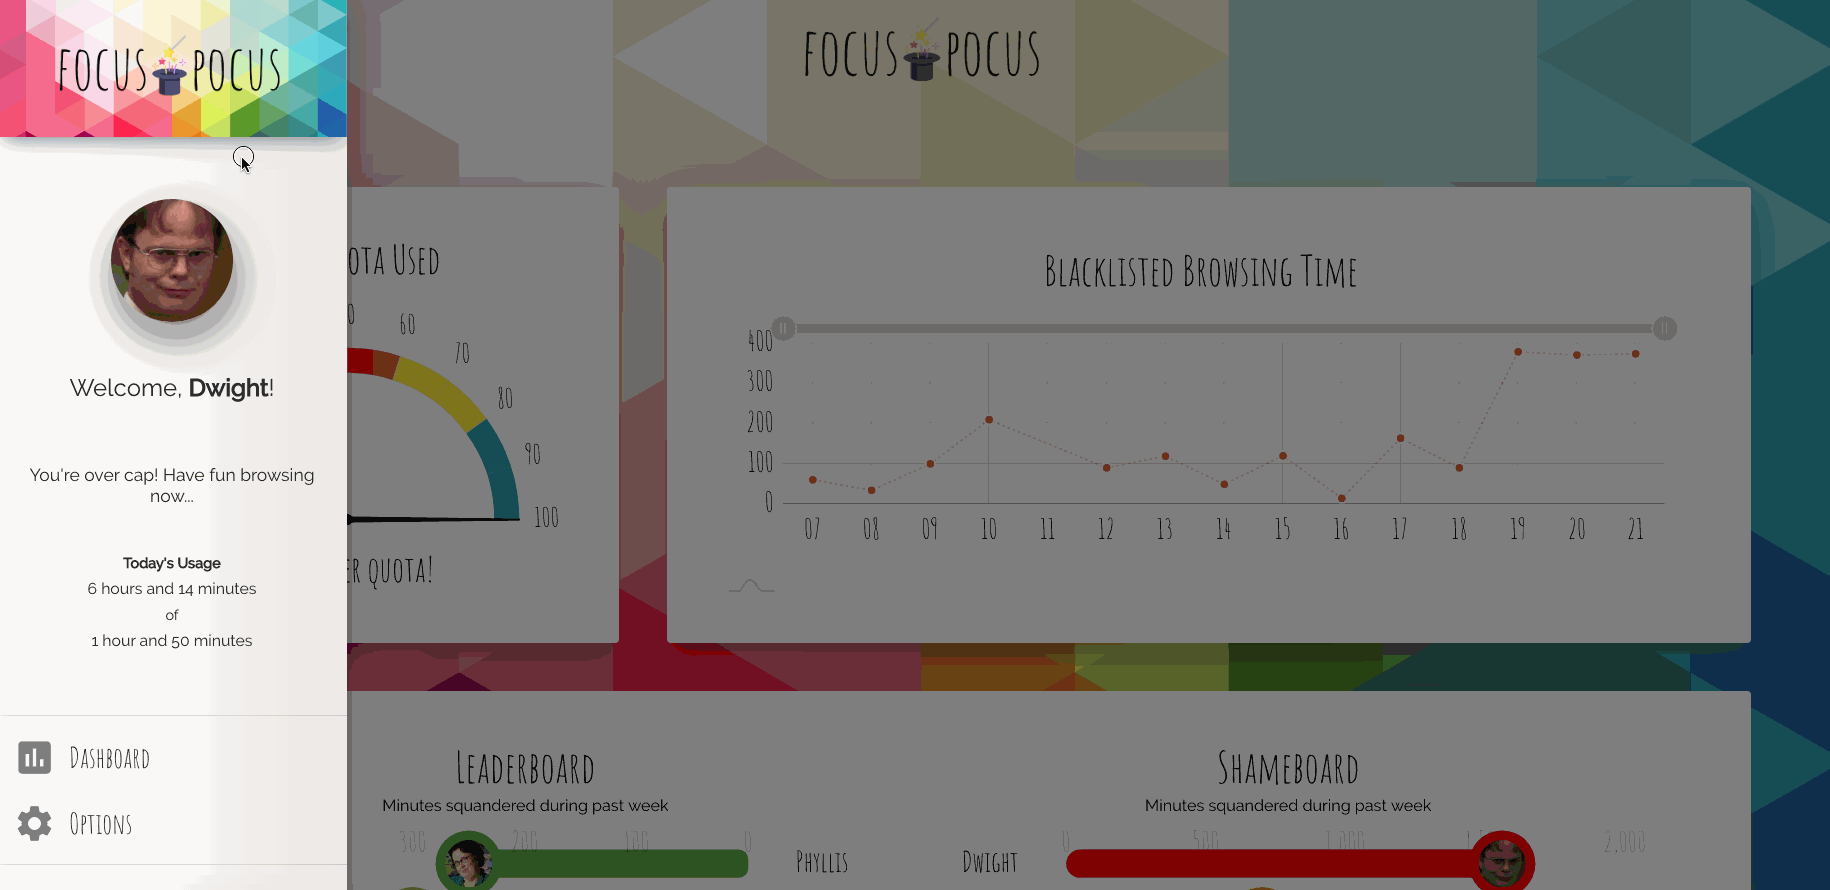 FOCUS POCUS
Welcome, Dwight!
You're over cap! Have fun browsing
now...
Today's Usage
6 hours and 14 minutes
of
1 hour and 50 minutes
DASHBOARD
OPTIONS
FOCUS POCUS
OTA USED
0
60
70
80
90
100
ER QUOTA!
BLACKLISTED BROWSING TIME
400
300
200
100
0
07 08 09 10 11 12 13 14 15 16 17 18 19 20 21
LEADERBOARD
Minutes squandered during past week
300 200 100 0
PHYLLIS
SHAMEBOARD
Minutes squandered during past week
0 500 1,000 2,000
DWIGHT